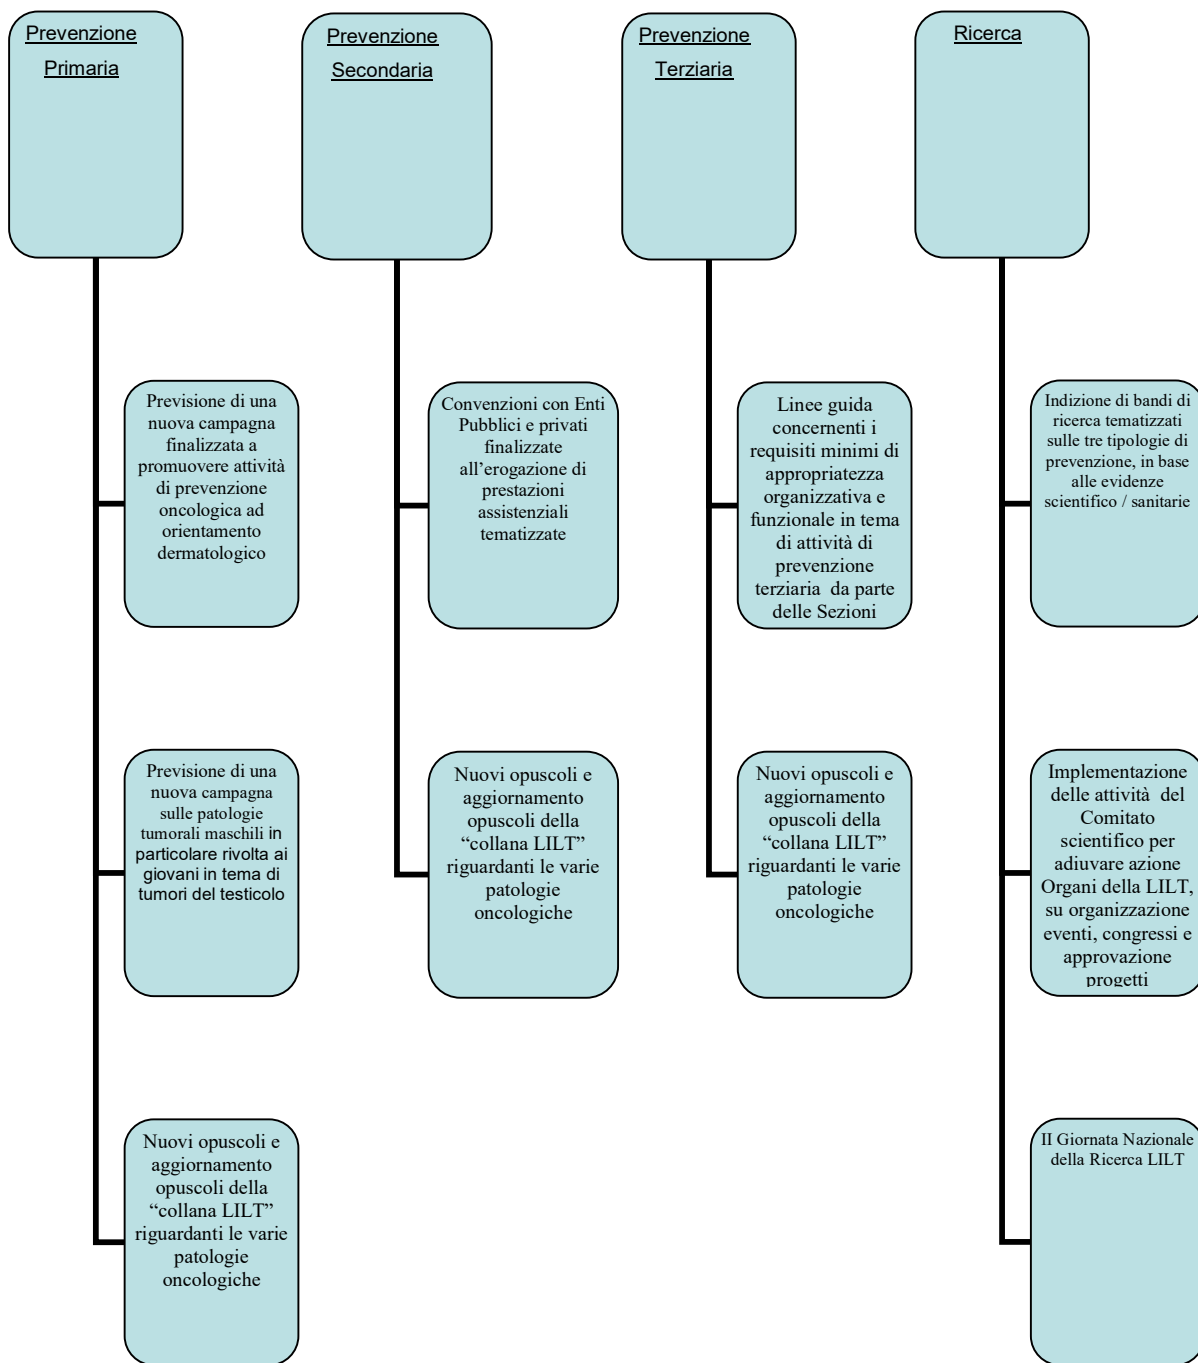 Prevenzione
Primaria
Previsione di una
nuova campagna
finalizzata a
promuovere attività
di prevenzione
oncologica ad
orientamento
dermatologico
Previsione di una
nuova campagna
sulle patologie
tumorali maschili in
particolare rivolta ai
giovani in tema di
tumori del testicolo
Nuovi opuscoli e
aggiornamento
opuscoli della
“collana LILT”
riguardanti le varie
patologie
oncologiche
Prevenzione
Secondaria
Convenzioni con Enti
Pubblici e privati
finalizzate
all’erogazione di
prestazioni
assistenziali
tematizzate
Nuovi opuscoli e
aggiornamento
opuscoli della
“collana LILT”
riguardanti le varie
patologie
oncologiche
Prevenzione
Terziaria
Linee guida
concernenti i
requisiti minimi di
appropriatezza
organizzativa e
funzionale in tema
di attività di
prevenzione
terziaria da parte
delle Sezioni
Nuovi opuscoli e
aggiornamento
opuscoli della
“collana LILT”
riguardanti le varie
patologie
oncologiche
Ricerca
Indizione di bandi di
ricerca tematizzati
sulle tre tipologie di
prevenzione, in base
alle evidenze
scientifico / sanitarie
Implementazione
delle attività del
Comitato
scientifico per
adiuvare azione
Organi della LILT,
su organizzazione
eventi, congressi e
approvazione
progetti
II Giornata Nazionale
della Ricerca LILT